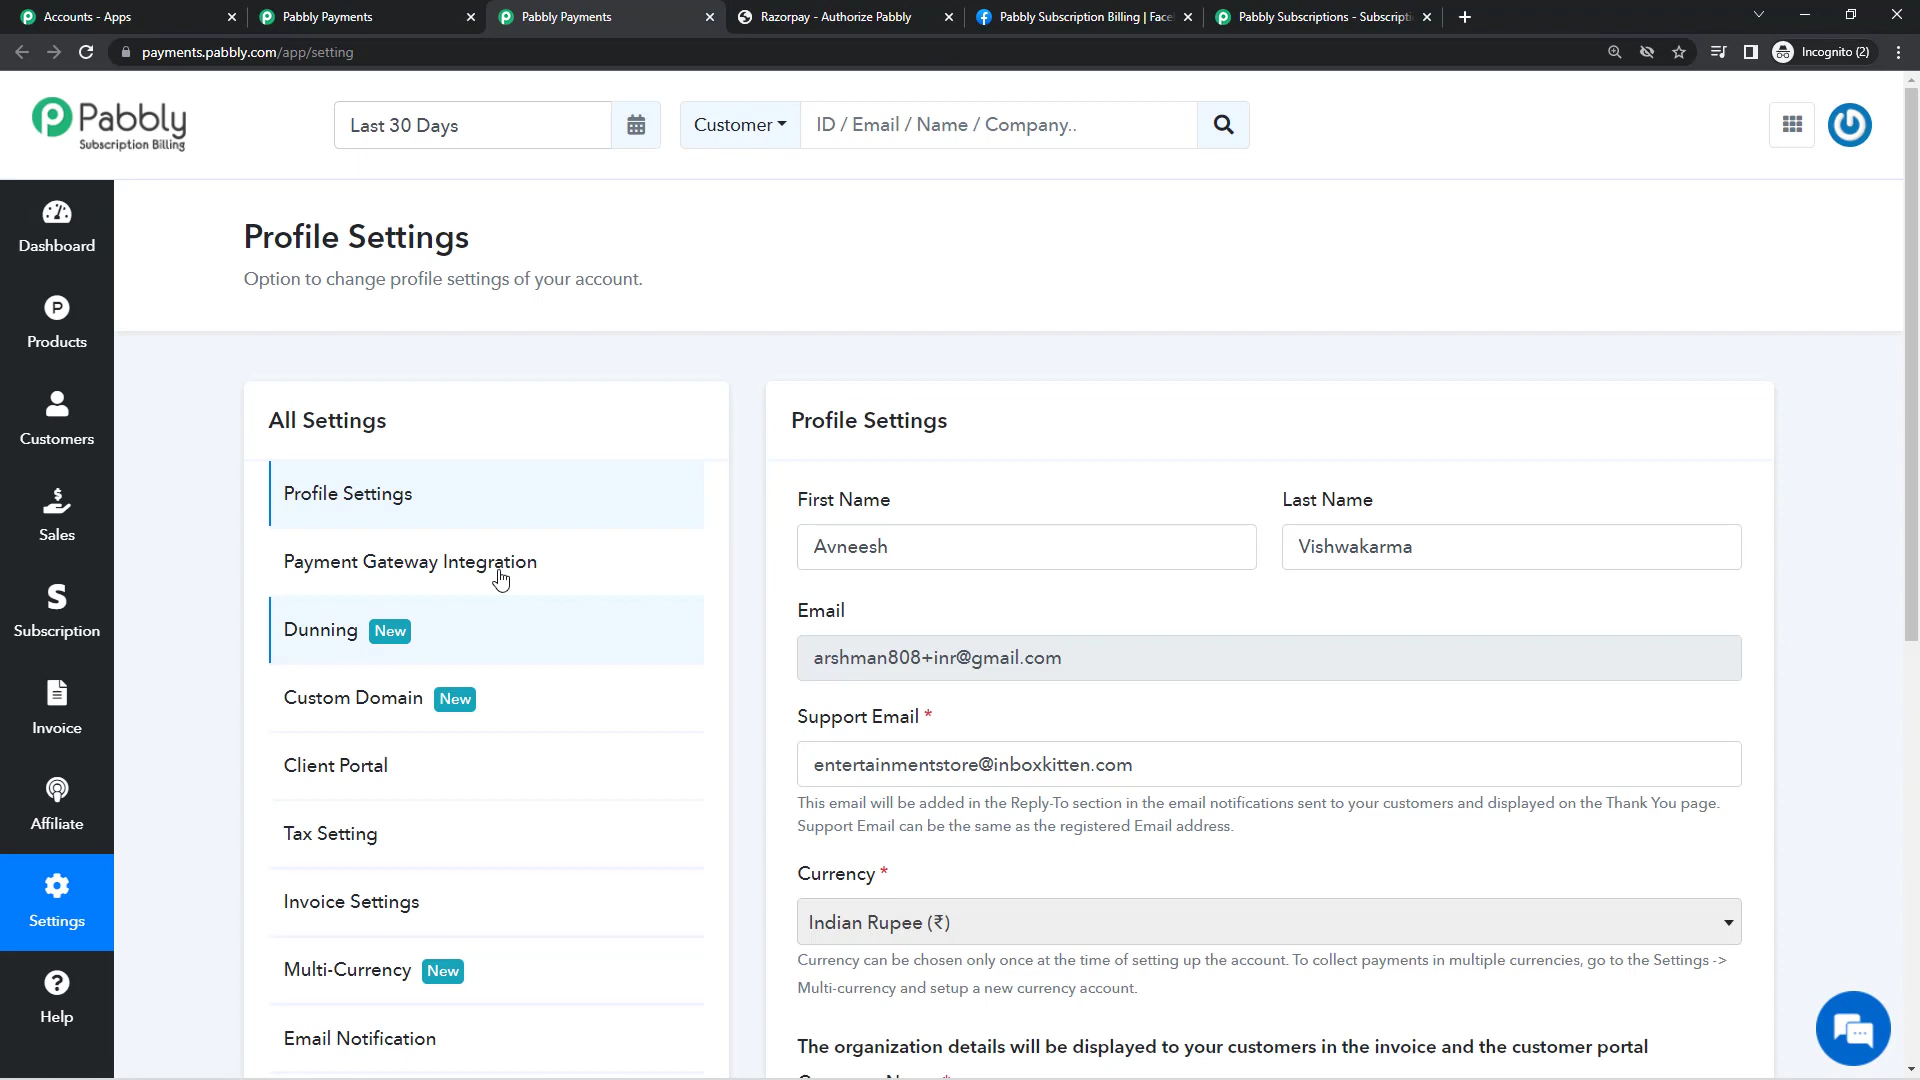 Accounts - Apps
Pabbly Payments
Pabbly Payments
Razorpay - Authorize Pabbly
Pabbly Subscription Billing | Face
Pabbly Subscriptions - Subscripti
payments.pabbly.com/app/setting
Incognito (2)
Pabbly
Subscription Billing
Last 30 Days
Customer
ID / Email / Name / Company..
Dashboard
Products
Customers
Sales
Subscription
Invoice
Affiliate
Settings
Help
Profile Settings
Option to change profile settings of your account.
All Settings
Profile Settings
Payment Gateway Integration
Dunning New
Custom Domain New
Client Portal
Tax Setting
Invoice Settings
Multi-Currency New
Email Notification
Profile Settings
First Name
Last Name
Avneesh
Vishwakarma
Email
arshman808+inr@gmail.com
Support Email *
entertainmentstore@inboxkitten.com
This email will be added in the Reply-To section in the email notifications sent to your customers and displayed on the Thank You page.
Support Email can be the same as the registered Email address.
Currency *
Indian Rupee (₹)
Currency can be chosen only once at the time of setting up the account. To collect payments in multiple currencies, go to the Settings ->
Multi-currency and setup a new currency account.
The organization details will be displayed to your customers in the invoice and the customer portal